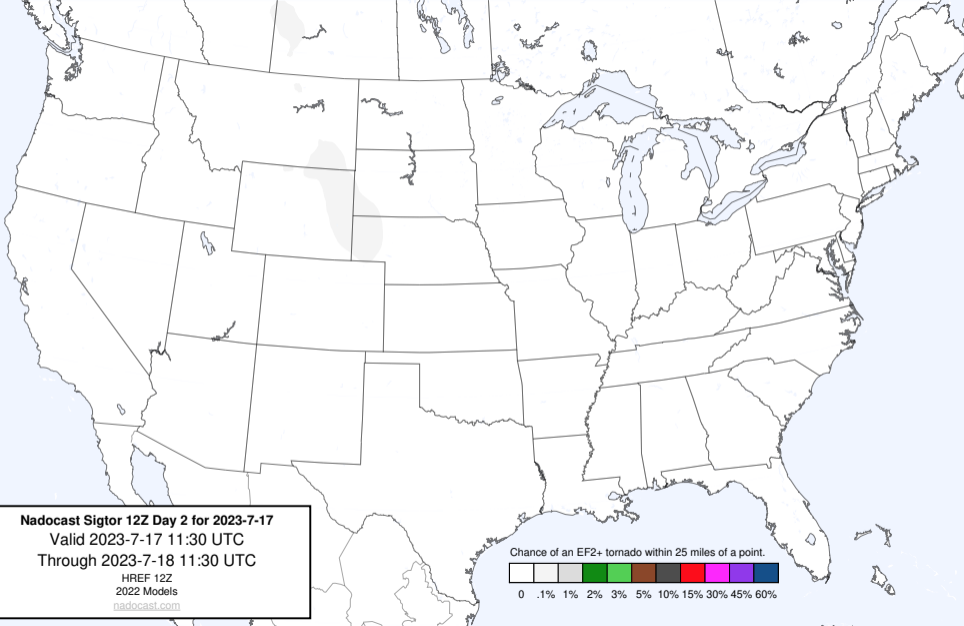 Nadocast Sigtor 12Z Day 2 for 2023-7-17
Valid 2023-7-17 11:30 UTC
Through 2023-7-18 11:30 UTC
HREF 12Z
2022 Models
nadocast.com
Chance of an EF2+ tornado within 25 miles of a point.
0 .1% 1% 2% 3% 5% 10% 15% 30% 45% 60%